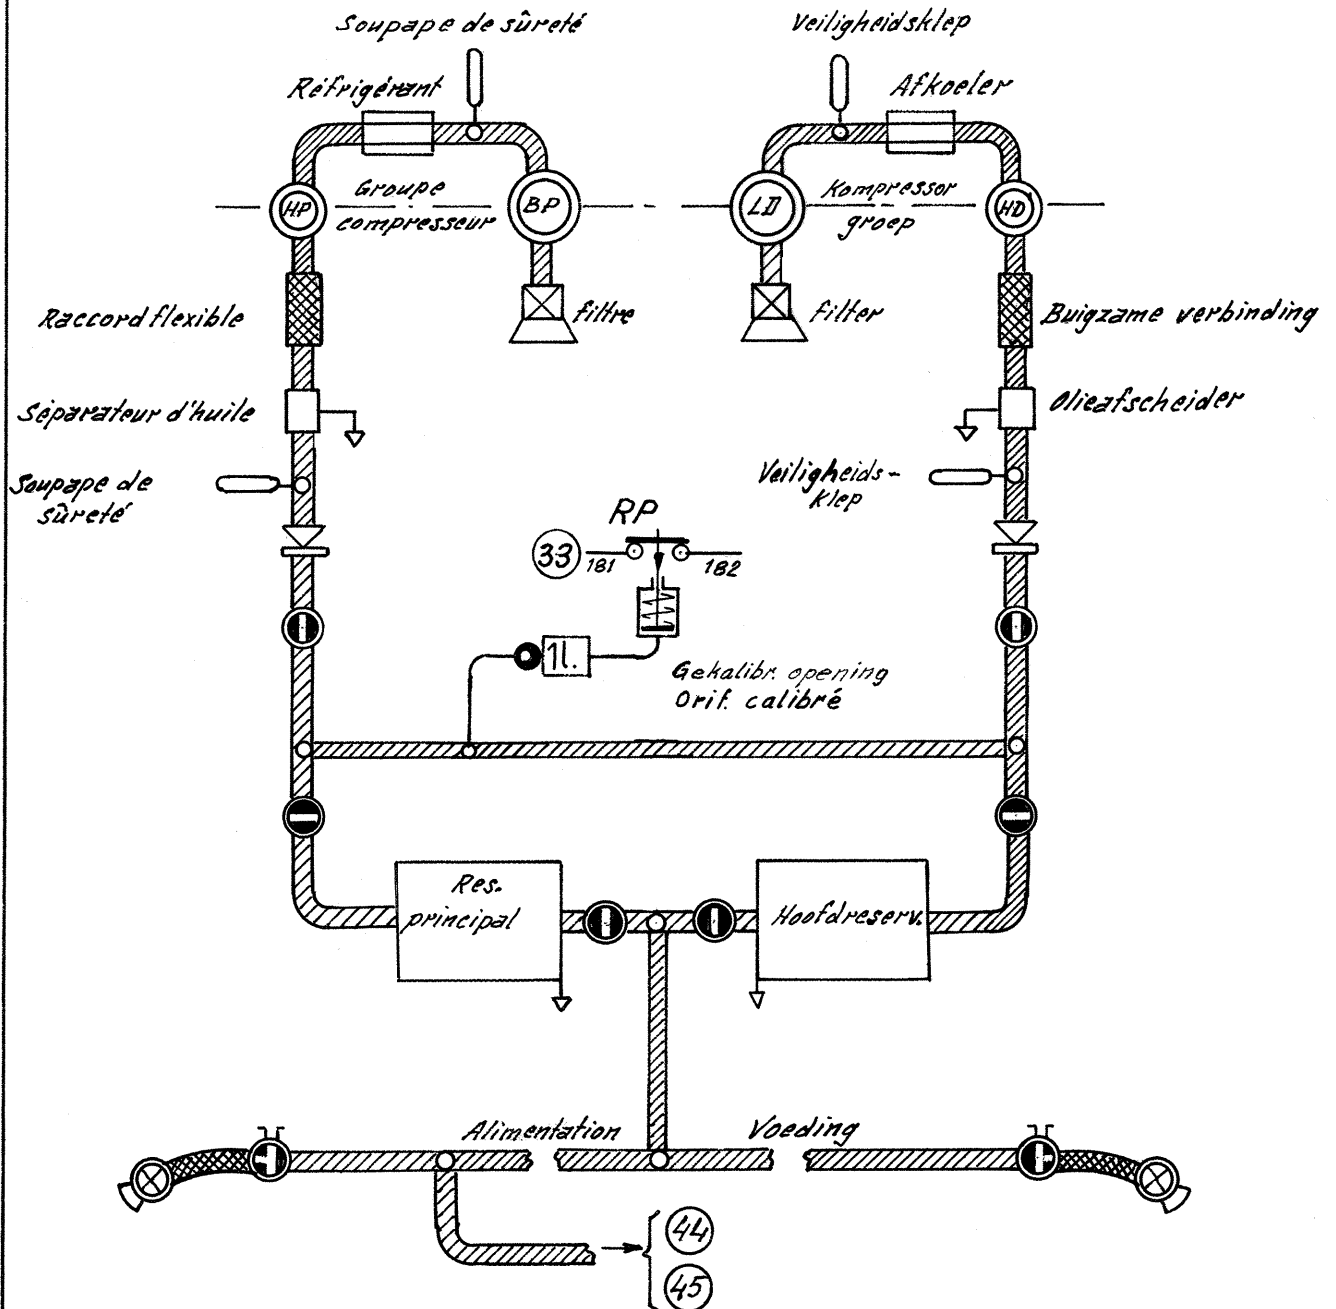 Soupape de sûreté
Veiligheidsklep
Réfrigérant
Afkoeler
HP
Groupe
compresseur
BP
LD
Kompressor
groep
HD
Raccord flexible
filtre
filter
Buigzame verbinding
Séparateur d'huile
Olieafscheider
Soupape de
sûreté
Veiligheids-
klep
RP
33
181
182
1l.
Gekalibr. opening
Orif. calibré
Res.
principal
Hoofdreserv.
Alimentation
Voeding
44
45